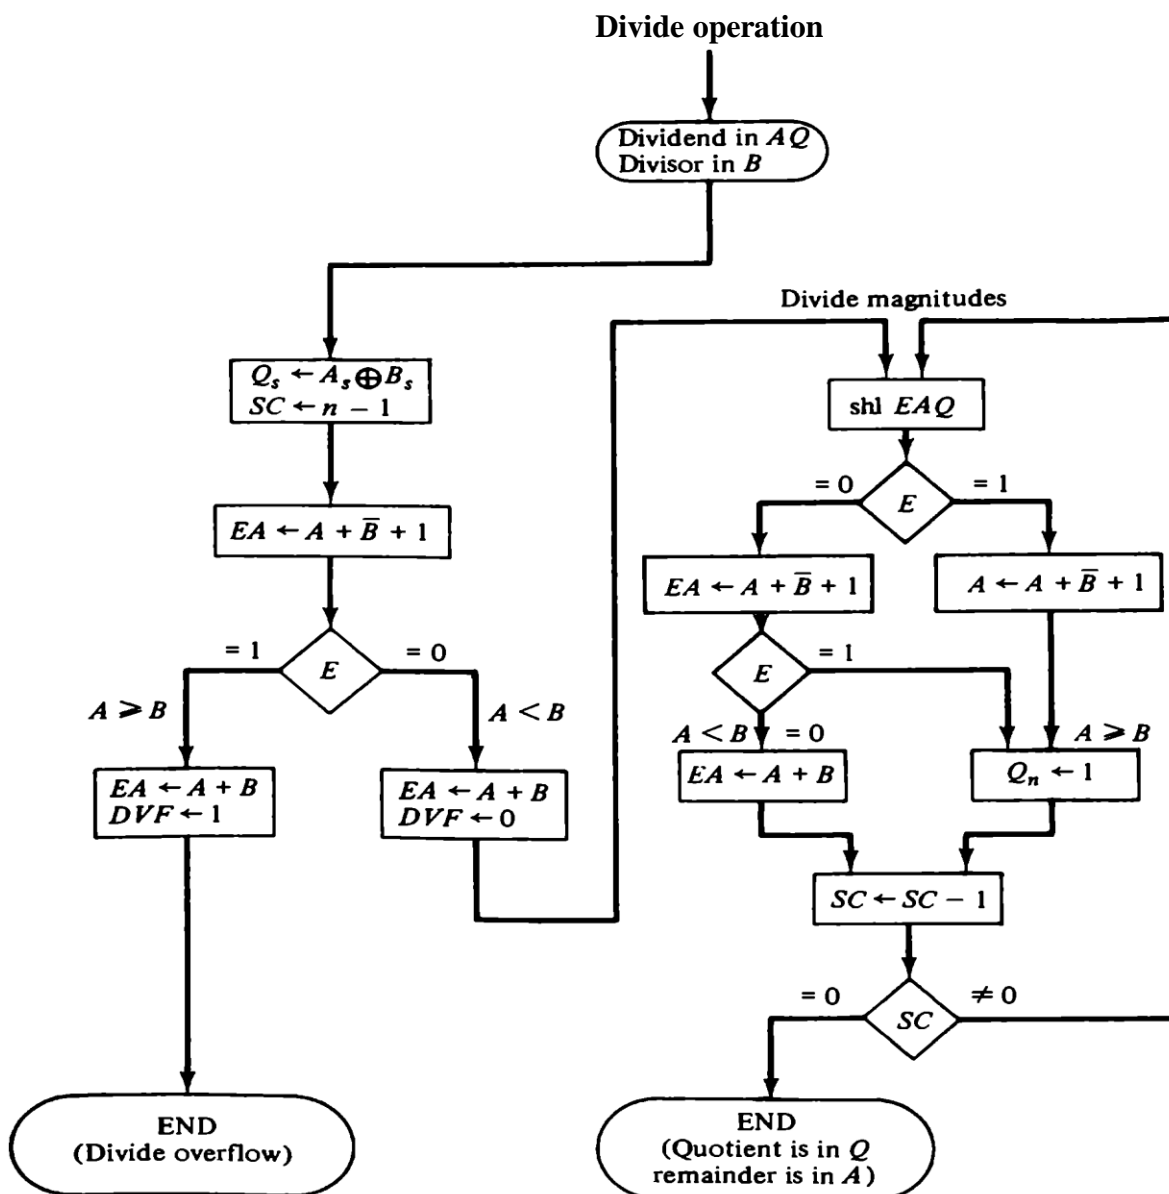 Divide operation
Dividend in AQ
Divisor in B
Divide magnitudes
Qₛ ← Aₛ ⊕ Bₛ
SC ← n − 1
EA ← A + B̅ + 1
E
= 1
= 0
A ⩾ B
A < B
EA ← A + B
DVF ← 1
EA ← A + B
DVF ← 0
END
(Divide overflow)
shl EAQ
E
= 0
= 1
EA ← A + B̅ + 1
A ← A + B̅ + 1
E
= 1
A < B
= 0
A ⩾ B
EA ← A + B
Qₙ ← 1
SC ← SC − 1
SC
= 0
≠ 0
END
(Quotient is in Q
remainder is in A)